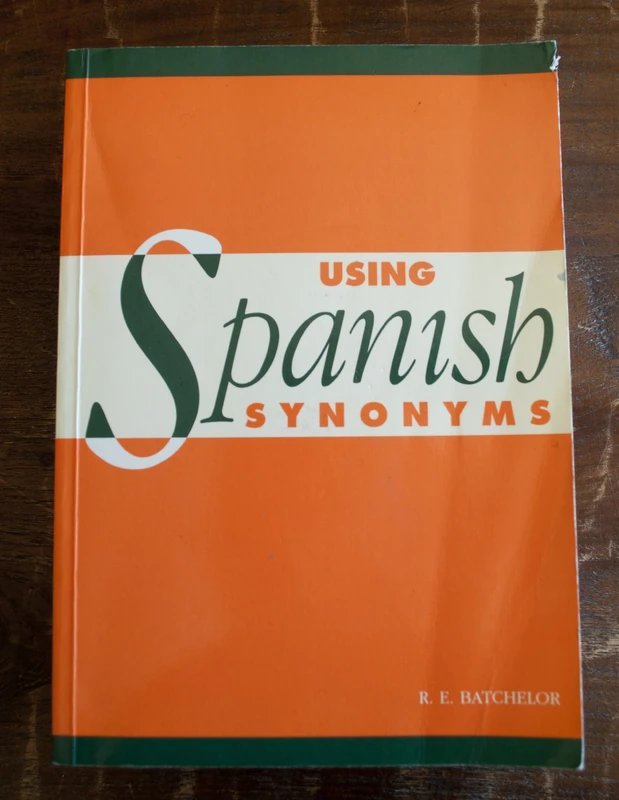 USING
Spanish
SYNONYMS
R. E. BATCHELOR